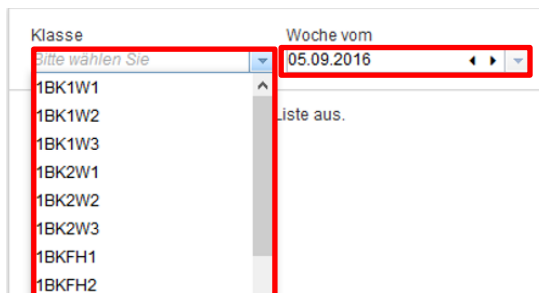 Klasse
Woche vom
Bitte wählen Sie
05.09.2016
1BK1W1
Liste aus.
1BK1W2
1BK1W3
1BK2W1
1BK2W2
1BK2W3
1BKFH1
1BKFH2